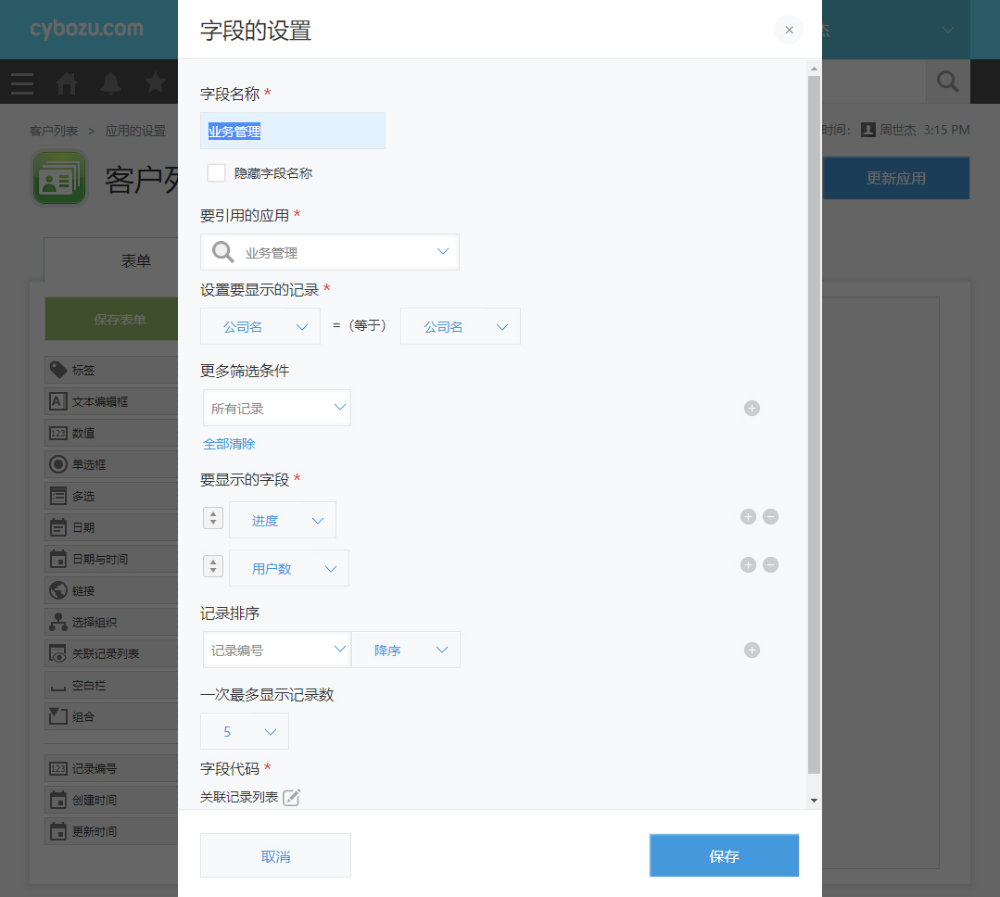 cybozu.com
杰
客户列表 > 应用的设置
时间: 周世杰 3:15 PM
客户列
更新应用
表单
保存表单
标签
A 文本编辑框
123 数值
单选框
多选
日期
日期与时间
链接
选择组织
关联记录列表
空白栏
组合
123 记录编号
创建时间
更新时间
字段的设置
×
字段名称 *
业务管理
隐藏字段名称
要引用的应用 *
业务管理
设置要显示的记录 *
公司名 =（等于） 公司名
更多筛选条件
所有记录
全部清除
要显示的字段 *
进度
用户数
记录排序
记录编号 降序
一次最多显示记录数
5
字段代码 *
关联记录列表
取消 保存